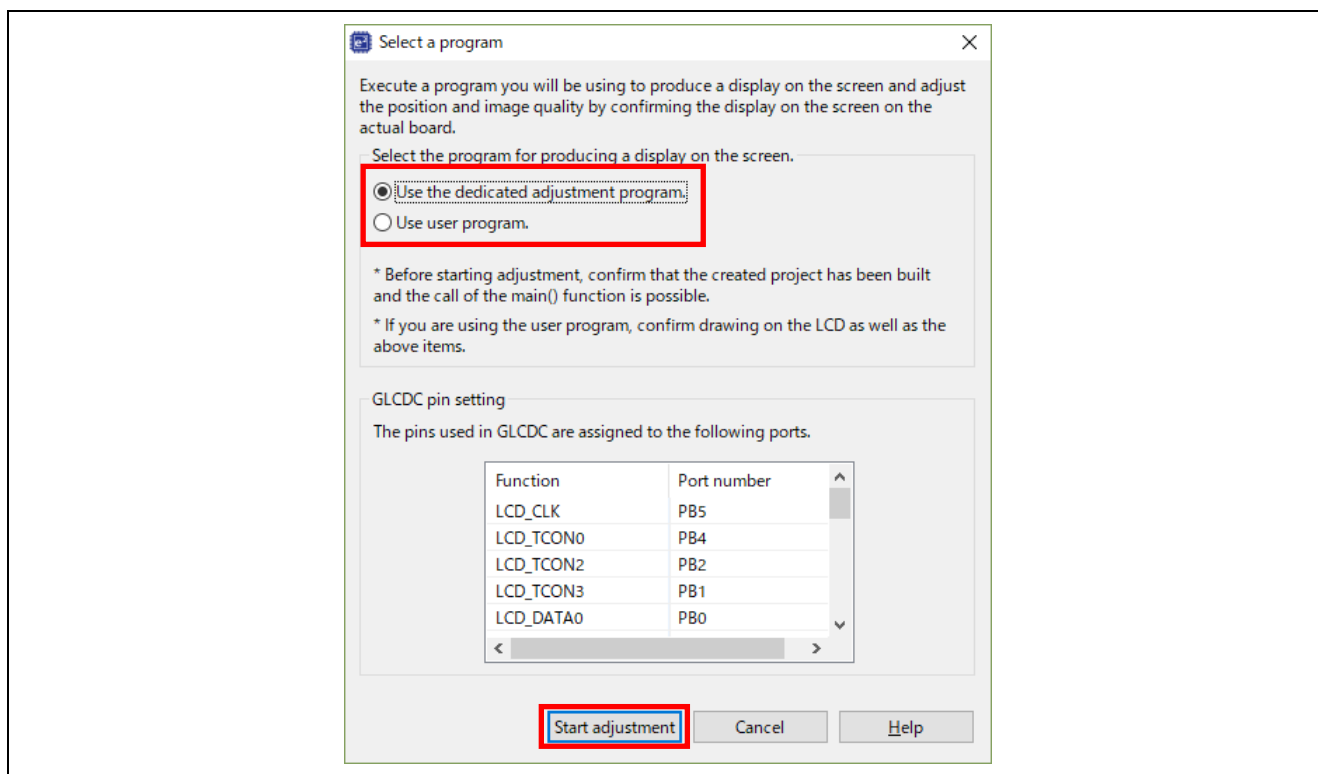 Select a program
Execute a program you will be using to produce a display on the screen and adjust
the position and image quality by confirming the display on the screen on the
actual board.
Select the program for producing a display on the screen.
Use the dedicated adjustment program.
Use user program.
* Before starting adjustment, confirm that the created project has been built
and the call of the main() function is possible.
* If you are using the user program, confirm drawing on the LCD as well as the
above items.
GLCDC pin setting
The pins used in GLCDC are assigned to the following ports.
Function Port number
LCD_CLK PB5
LCD_TCON0 PB4
LCD_TCON2 PB2
LCD_TCON3 PB1
LCD_DATA0 PB0
Start adjustment Cancel Help